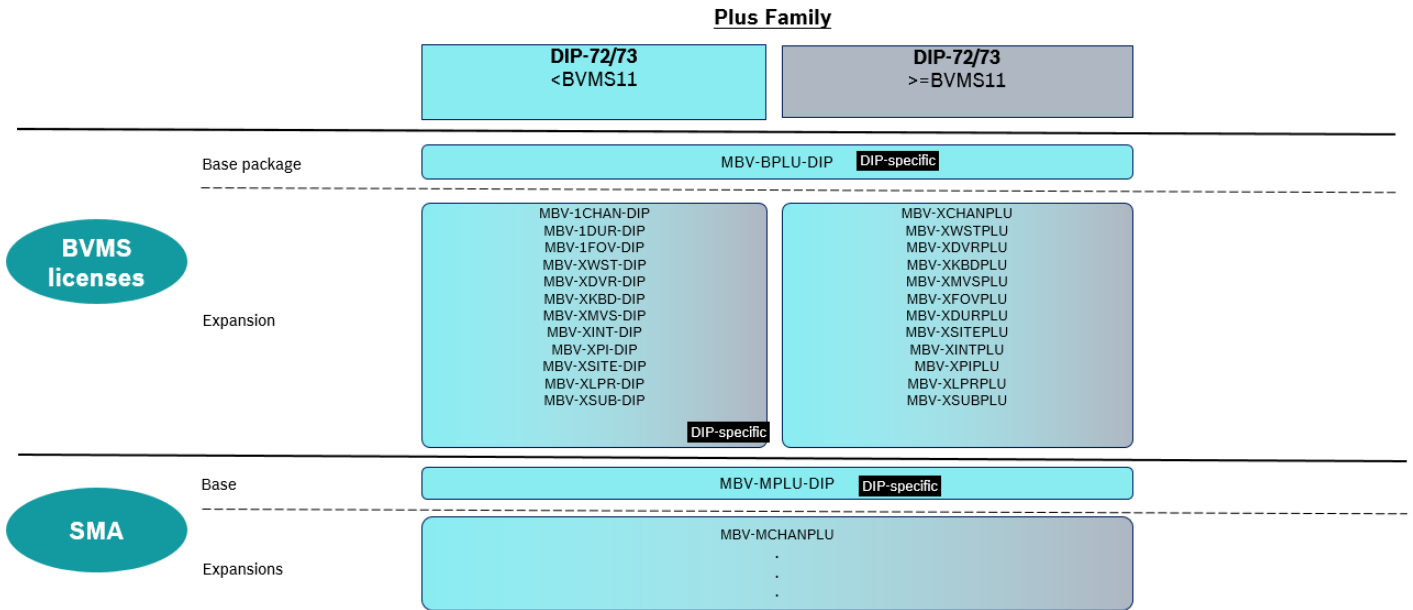 Plus Family
DIP-72/73
<BVMS11
DIP-72/73
>=BVMS11
Base package
MBV-BPLU-DIP
DIP-specific
BVMS
licenses
Expansion
MBV-1CHAN-DIP
MBV-1DUR-DIP
MBV-1FOV-DIP
MBV-XWST-DIP
MBV-XDVR-DIP
MBV-XKBD-DIP
MBV-XMVS-DIP
MBV-XINT-DIP
MBV-XPI-DIP
MBV-XSITE-DIP
MBV-XLPR-DIP
MBV-XSUB-DIP
DIP-specific
MBV-XCHANPLU
MBV-XWSTPLU
MBV-XDVRPLU
MBV-XKBDPLU
MBV-XMVSPLU
MBV-XFOVPLU
MBV-XDURPLU
MBV-XSITEPLU
MBV-XINTPLU
MBV-XPIPLU
MBV-XLPRPLU
MBV-XSUBPLU
Base
MBV-MPLU-DIP
DIP-specific
SMA
Expansions
MBV-MCHANPLU
.
.
.